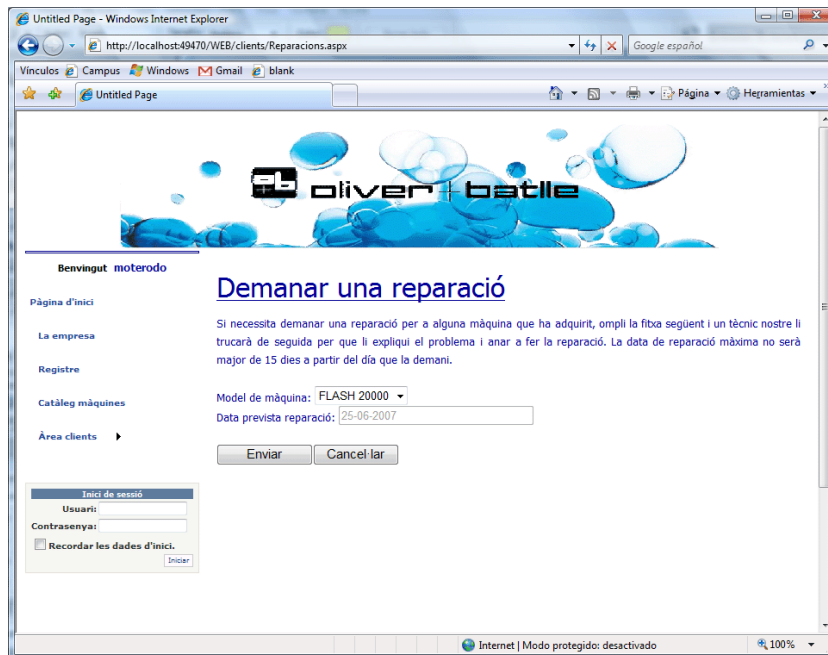 Untitled Page - Windows Internet Explorer
http://localhost:49470/WEB/clients/Reparacions.aspx
Google español
Vínculos Campus Windows Gmail blank
Untitled Page
Página Herramientas
ab oliver+batlle
Benvingut moterodo
Pàgina d'inici
La empresa
Registre
Catàleg màquines
Àrea clients
Inici de sessió
Usuari:
Contrasenya:
Recordar les dades d'inici.
Iniciar
Demanar una reparació
Si necessita demanar una reparació per a alguna màquina que ha adquirit, ompli la fitxa següent i un tècnic nostre li
trucarà de seguida per que li expliqui el problema i anar a fer la reparació. La data de reparació màxima no serà
major de 15 dies a partir del día que la demani.
Model de màquina: FLASH 20000
Data prevista reparació: 25-06-2007
Enviar Cancel·lar
Internet | Modo protegido: desactivado
100%